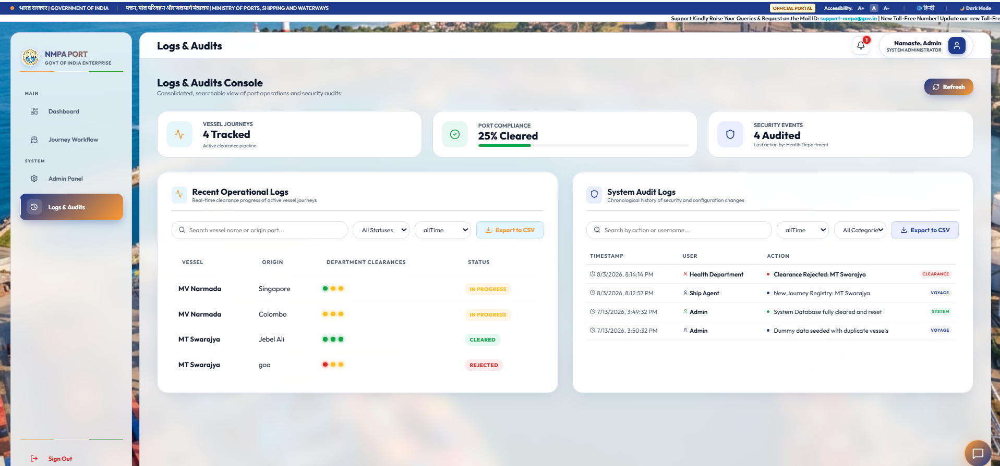 भारत सरकार | GOVERNMENT OF INDIA
पत्तन, पोत परिवहन और जलमार्ग मंत्रालय | MINISTRY OF PORTS, SHIPPING AND WATERWAYS
OFFICIAL PORTAL
Accessibility: A+ A A-
हिन्दी
Dark Mode
Support Kindly Raise Your Queries & Request on the Mail ID: support-nmpa@gov.in | New Toll-Free Number! Update our new Toll-Fre
NMPA PORT
GOVT OF INDIA ENTERPRISE
MAIN
Dashboard
Journey Workflow
SYSTEM
Admin Panel
Logs & Audits
Sign Out
Logs & Audits
1
Namaste, Admin
SYSTEM ADMINISTRATOR
Logs & Audits Console
Consolidated, searchable view of port operations and security audits
Refresh
VESSEL JOURNEYS
4 Tracked
Active clearance pipeline
PORT COMPLIANCE
25% Cleared
SECURITY EVENTS
4 Audited
Last action by: Health Department
Recent Operational Logs
Real-time clearance progress of active vessel journeys
Search vessel name or origin port...
All Statuses
allTime
Export to CSV
VESSEL ORIGIN DEPARTMENT CLEARANCES STATUS
MV Narmada Singapore IN PROGRESS
MV Narmada Colombo IN PROGRESS
MT Swarajya Jebel Ali CLEARED
MT Swarajya goa REJECTED
System Audit Logs
Chronological history of security and configuration changes
Search by action or username...
allTime
All Categorie
Export to CSV
TIMESTAMP USER ACTION
8/3/2026, 8:14:14 PM Health Department Clearance Rejected: MT Swarajya CLEARANCE
8/3/2026, 8:12:57 PM Ship Agent New Journey Registry: MT Swarajya VOYAGE
7/13/2026, 3:49:32 PM Admin System Database fully cleared and reset SYSTEM
7/13/2026, 3:50:32 PM Admin Dummy data seeded with duplicate vessels VOYAGE